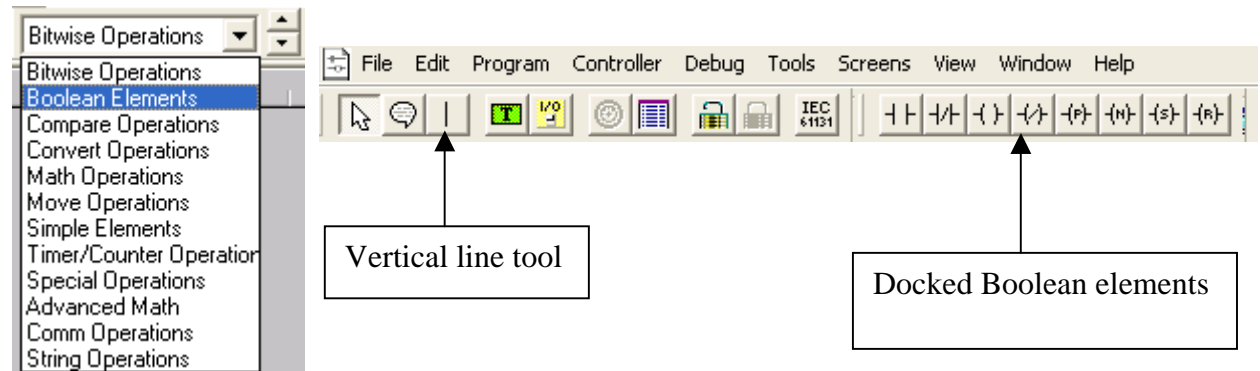 Bitwise Operations
Bitwise Operations
Boolean Elements
Compare Operations
Convert Operations
Math Operations
Move Operations
Simple Elements
Timer/Counter Operation
Special Operations
Advanced Math
Comm Operations
String Operations
File Edit Program Controller Debug Tools Screens View Window Help
T I/O IEC 61131 (P) (N) (S) (R)
Vertical line tool
Docked Boolean elements